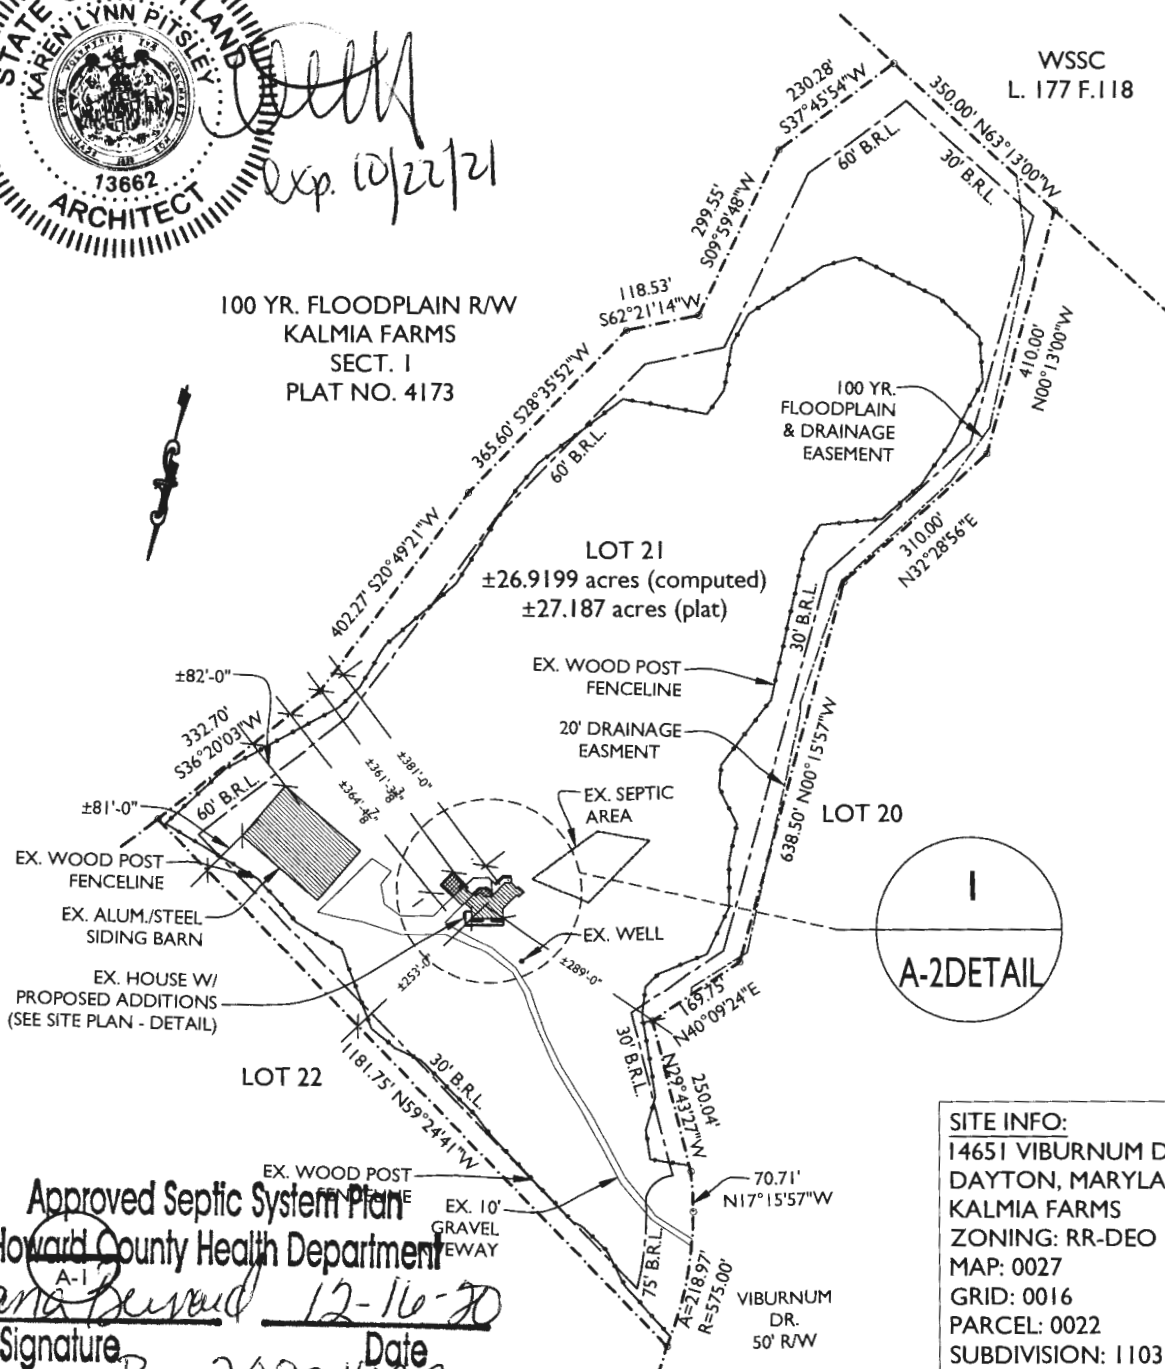 STATE
KAREN LYNN PITSLEY
13662
ARCHITECT
exp. 10/22/21
WSSC
L. 177 F.118
230.28'
S37°45'54"W
350.00' N63°13'00"W
60' B.R.L.
30' B.R.L.
299.55'
S09°59'48"W
118.53'
S62°21'14"W
100 YR. FLOODPLAIN R/W
KALMIA FARMS
SECT. 1
PLAT NO. 4173
410.00'
N00°13'00"W
365.60' S28°35'52"W
60' B.R.L.
100 YR.
FLOODPLAIN
& DRAINAGE
EASEMENT
310.00'
N32°28'56"E
402.27' S20°49'21"W
LOT 21
±26.9199 acres (computed)
±27.187 acres (plat)
30' B.R.L.
EX. WOOD POST
FENCELINE
20' DRAINAGE
EASMENT
638.50' N00°15'57"W
LOT 20
±82'-0"
332.70'
S36°20'03"W
60' B.R.L.
±81'-0"
±381'-0"
±361'-3/8"
±364'-4 7/8"
EX. SEPTIC
AREA
EX. WOOD POST
FENCELINE
EX. ALUM./STEEL
SIDING BARN
EX. HOUSE W/
PROPOSED ADDITIONS
(SEE SITE PLAN - DETAIL)
EX. WELL
±253'-0"
±289'-0"
1
A-2DETAIL
169.75'
N40°09'24"E
30' B.R.L.
250.04'
N29°43'27"W
LOT 22
1181.75' N59°24'41"W
30' B.R.L.
EX. WOOD POST
FENCELINE
EX. 10'
GRAVEL
EWAY
70.71'
N17°15'57"W
75' B.R.L.
A=218.97'
R=575.00'
VIBURNUM
DR.
50' R/W
Approved Septic System Plan
Howard County Health Department
A-1
12-16-20
Signature
Date
SITE INFO:
14651 VIBURNUM D
DAYTON, MARYLA
KALMIA FARMS
ZONING: RR-DEO
MAP: 0027
GRID: 0016
PARCEL: 0022
SUBDIVISION: 1103